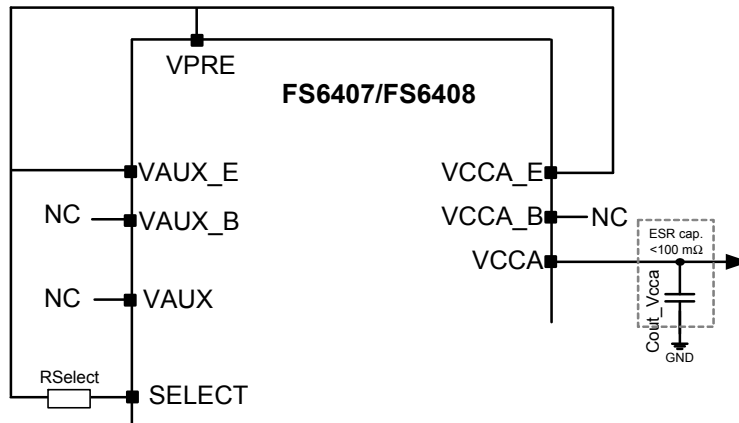 VPRE
FS6407/FS6408
VAUX_E
VCCA_E
NC
VAUX_B
VCCA_B
NC
ESR cap.
<100 mΩ
VCCA
Cout_Vcca
NC
VAUX
GND
RSelect
SELECT